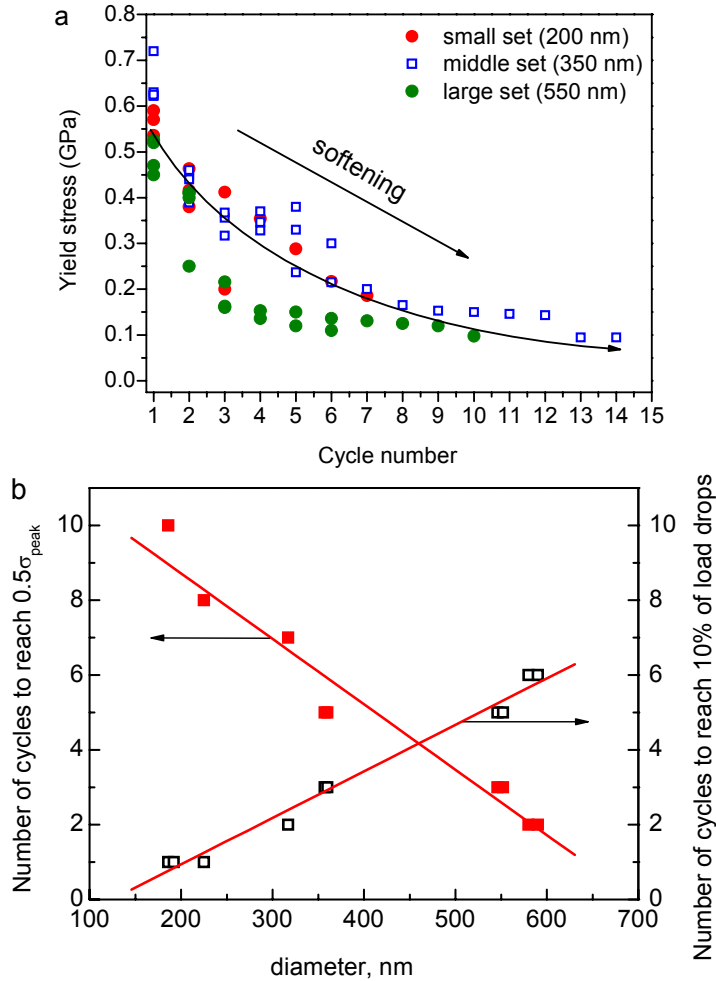 a
small set (200 nm)
middle set (350 nm)
large set (550 nm)
softening
Yield stress (GPa)
0.8
0.7
0.6
0.5
0.4
0.3
0.2
0.1
0.0
1 2 3 4 5 6 7 8 9 10 11 12 13 14 15
Cycle number
b
Number of cycles to reach 0.5σpeak
10
8
6
4
2
0
10
8
6
4
2
0
Number of cycles to reach 10% of load drops
100 200 300 400 500 600 700
diameter, nm